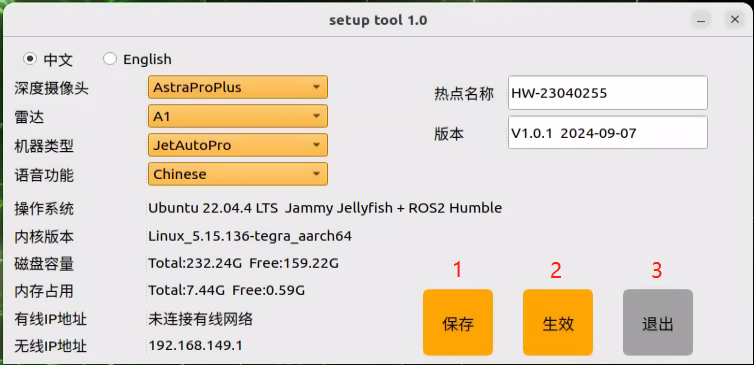 setup tool 1.0
中文 English
深度摄像头 AstraProPlus
热点名称 HW-23040255
雷达 A1
版本 V1.0.1 2024-09-07
机器类型 JetAutoPro
语音功能 Chinese
操作系统 Ubuntu 22.04.4 LTS Jammy Jellyfish + ROS2 Humble
内核版本 Linux_5.15.136-tegra_aarch64
磁盘容量 Total:232.24G Free:159.22G
内存占用 Total:7.44G Free:0.59G
有线IP地址 未连接有线网络
无线IP地址 192.168.149.1
1 2 3
保存 生效 退出